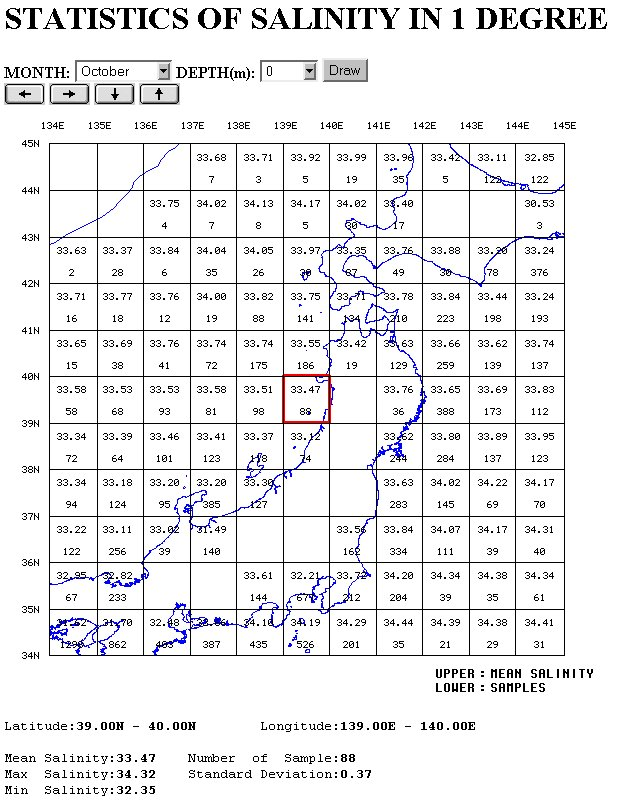 STATISTICS OF SALINITY IN 1 DEGREE
MONTH: October DEPTH(m): 0 Draw
134E 135E 136E 137E 138E 139E 140E 141E 142E 143E 144E 145E
45N
33.68 33.71 33.92 33.99 33.96 33.42 33.11 32.85
7 3 5 19 35 5 122 122
44N
33.75 34.02 34.13 34.17 34.02 33.40 30.53
4 7 8 5 30 17 3
43N
33.63 33.37 33.84 34.04 34.05 33.97 33.35 33.76 33.88 33.20 33.24
2 28 6 35 26 30 87 49 30 78 376
42N
33.71 33.77 33.76 34.00 33.82 33.75 33.71 33.78 33.84 33.44 33.24
16 18 12 19 88 141 134 210 223 198 193
41N
33.65 33.69 33.76 33.74 33.74 33.55 33.42 33.63 33.66 33.62 33.74
15 38 41 72 175 186 19 129 259 139 137
40N
33.58 33.53 33.53 33.58 33.51 33.47 33.76 33.65 33.69 33.83
58 68 93 81 98 88 36 388 173 112
39N
33.34 33.39 33.46 33.41 33.37 33.12 33.62 33.80 33.89 33.95
72 64 101 123 118 74 244 284 137 123
38N
33.34 33.18 33.20 33.20 33.30 33.63 34.02 34.22 34.17
94 124 95 385 127 283 145 69 70
37N
33.22 33.11 33.02 31.49 33.56 33.84 34.07 34.17 34.31
122 256 39 140 162 334 111 39 40
36N
32.95 32.82 33.61 32.21 33.72 34.20 34.34 34.38 34.34
67 233 144 677 212 204 39 35 61
35N
31.70 32.48 34.16 34.19 34.29 34.44 34.39 34.38 34.41
862 387 435 526 201 35 21 29 31
34N
UPPER : MEAN SALINITY
LOWER : SAMPLES
Latitude:39.00N - 40.00N Longitude:139.00E - 140.00E
Mean Salinity:33.47 Number of Sample:88
Max Salinity:34.32 Standard Deviation:0.37
Min Salinity:32.35